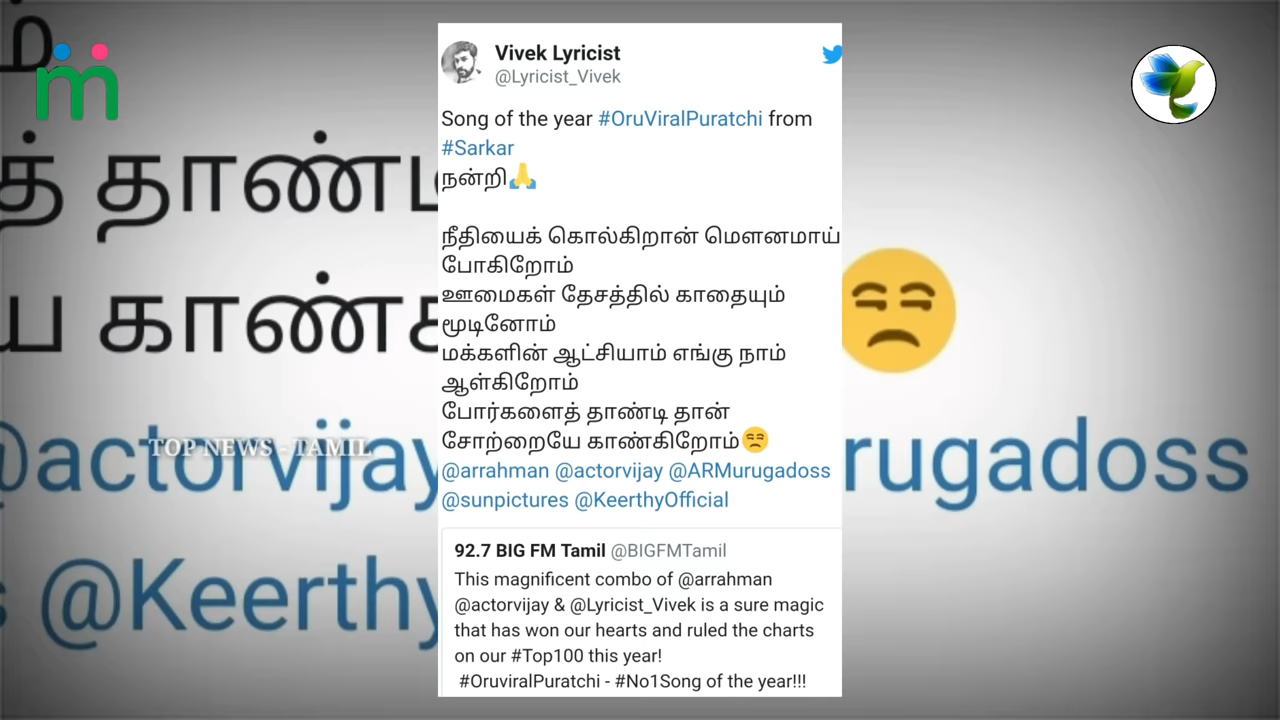 Vivek Lyricist
@Lyricist_Vivek
Song of the year #OruViralPuratchi from
#Sarkar
நன்றி🙏
நீதியைக் கொல்கிறான் மௌனமாய்
போகிறோம்
ஊமைகள் தேசத்தில் காதையும்
மூடினோம்
மக்களின் ஆட்சியாம் எங்கு நாம்
ஆள்கிறோம்
போர்களைத் தாண்டி தான்
சோற்றையே காண்கிறோம்😒
@arrahman @actorvijay @ARMurugadoss
@sunpictures @KeerthyOfficial
92.7 BIG FM Tamil @BIGFMTamil
This magnificent combo of @arrahman
@actorvijay & @Lyricist_Vivek is a sure magic
that has won our hearts and ruled the charts
on our #Top100 this year!
#OruviralPuratchi - #No1Song of the year!!!
TOP NEWS - TAMIL
த் தாண்
காண்
@actorvijay
rugadoss
@Keerthy